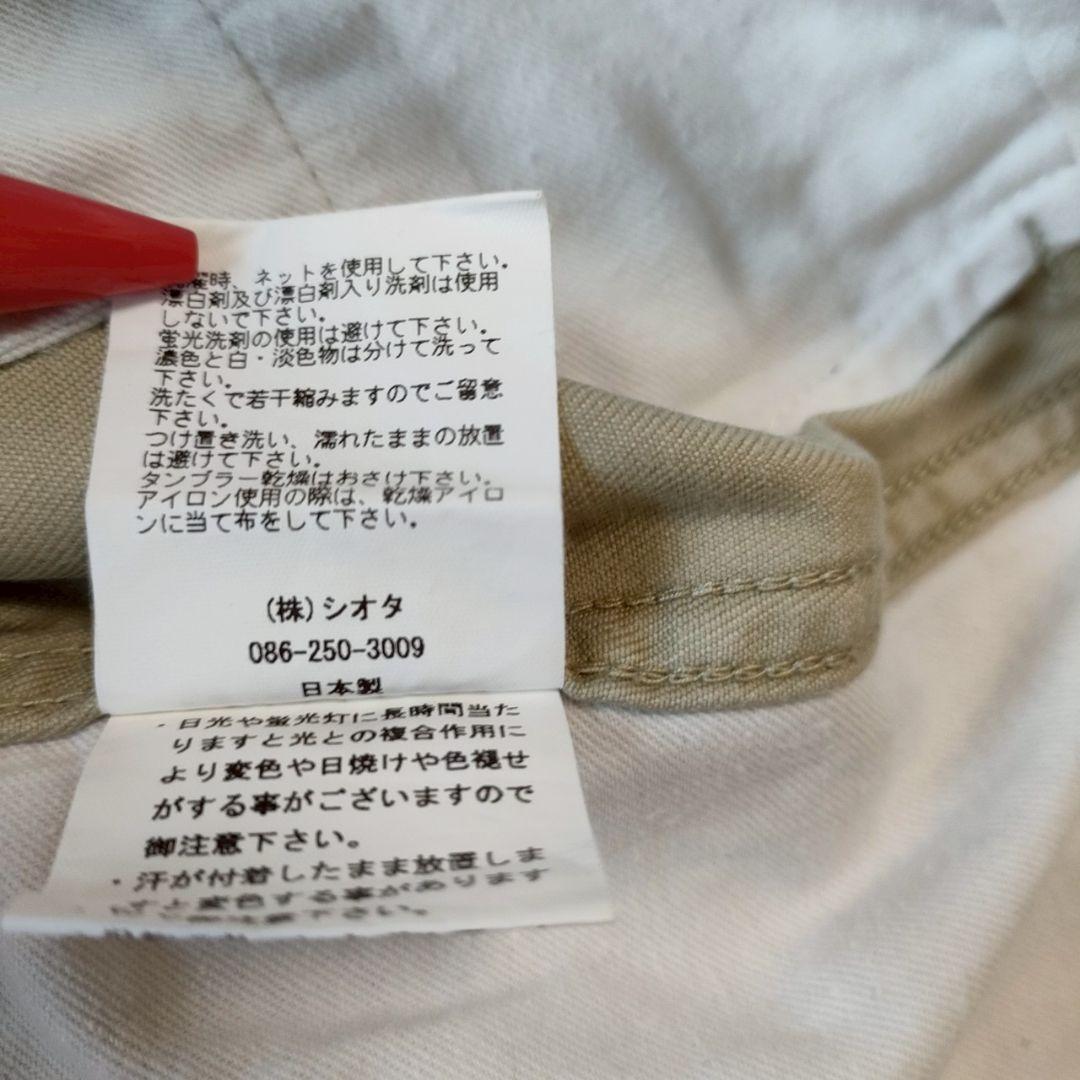 時、ネットを使用して下さい。
漂白剤及び漂白剤入り洗剤は使用
しないで下さい。
蛍光洗剤の使用は避けて下さい。
濃色と白・淡色物は分けて洗って
下さい。
洗たくで若干縮みますのでご留意
下さい。
つけ置き洗い、濡れたままの放置
は避けて下さい。
タンブラー乾燥はおさけ下さい。
アイロン使用の際は、乾燥アイロ
ンに当て布をして下さい。
(株)シオタ
086-250-3009
日本製
・日光や蛍光灯に長時間当た
りますと光との複合作用に
より変色や日焼けや色褪せ
がする事がございますので
御注意下さい。
・汗が付着したまま放置しま
すと変色する事があります
下さい。